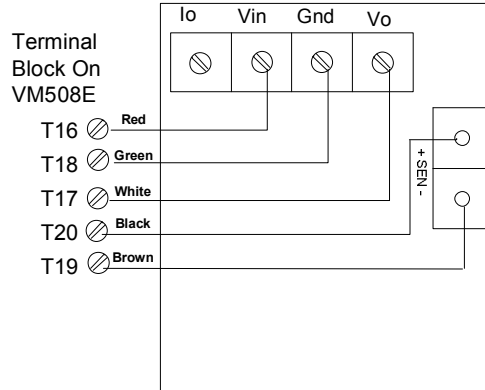 Io Vin Gnd Vo
Terminal
Block On
VM508E
T16 Red
T18 Green
T17 White
T20 Black
T19 Brown
+ SEN -